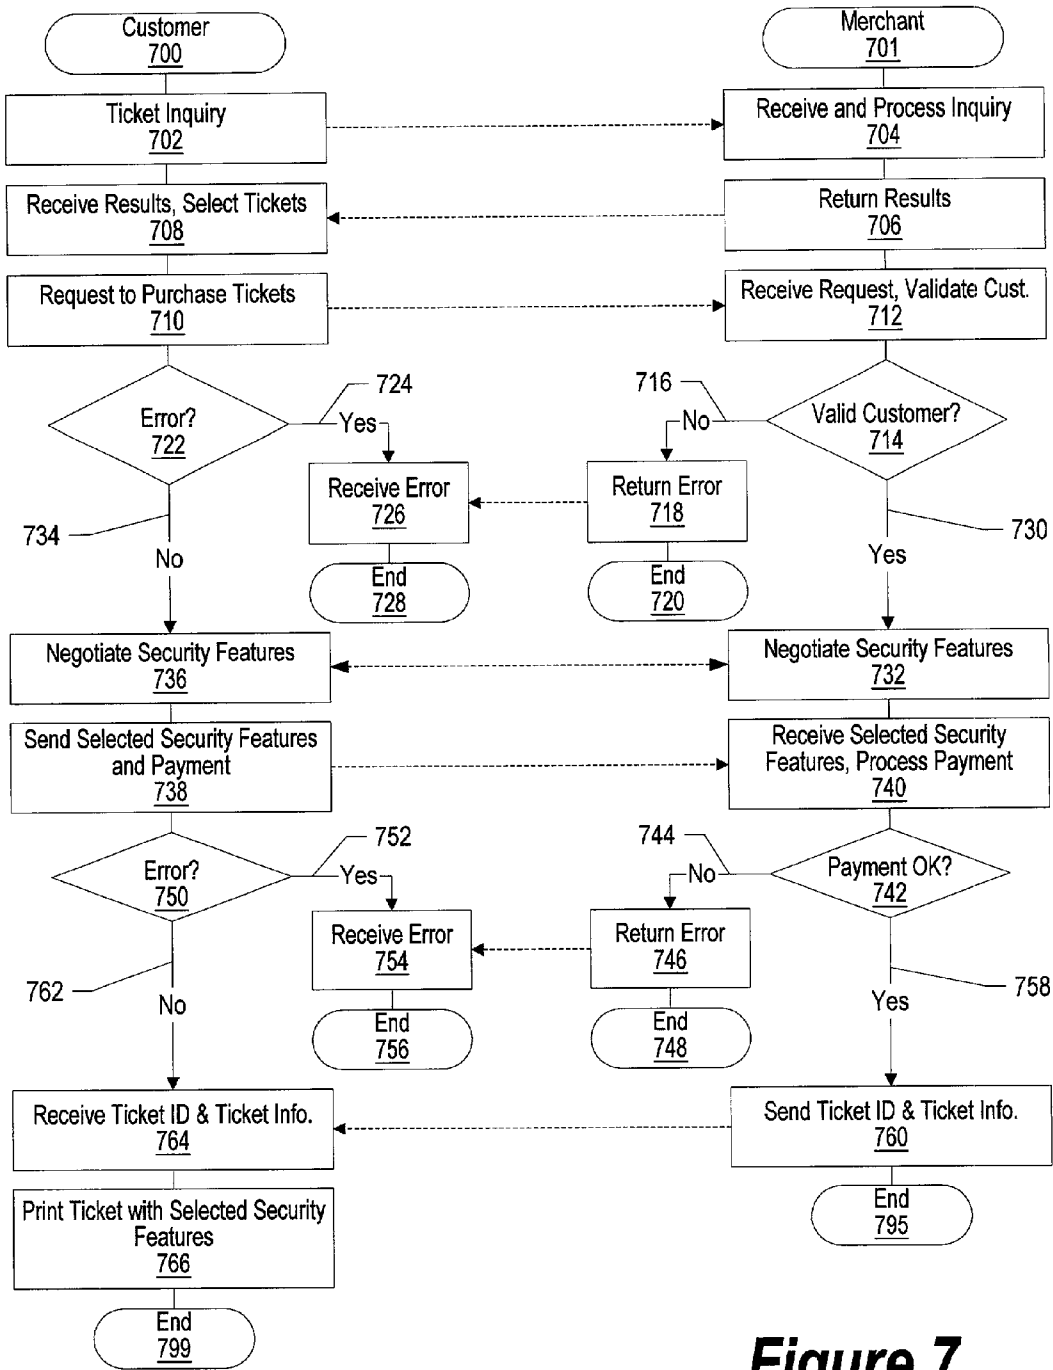 Customer
700
Merchant
701
Ticket Inquiry
702
Receive and Process Inquiry
704
Receive Results, Select Tickets
708
Return Results
706
Request to Purchase Tickets
710
Receive Request, Validate Cust.
712
724
716
Error?
722
Yes
No
Valid Customer?
714
Receive Error
726
Return Error
718
734
No
730
Yes
End
728
End
720
Negotiate Security Features
736
Negotiate Security Features
732
Send Selected Security Features
and Payment
738
Receive Selected Security
Features, Process Payment
740
752
744
Error?
750
Yes
No
Payment OK?
742
Receive Error
754
Return Error
746
762
No
758
Yes
End
756
End
748
Receive Ticket ID & Ticket Info.
764
Send Ticket ID & Ticket Info.
760
Print Ticket with Selected Security
Features
766
End
795
End
799
Figure 7